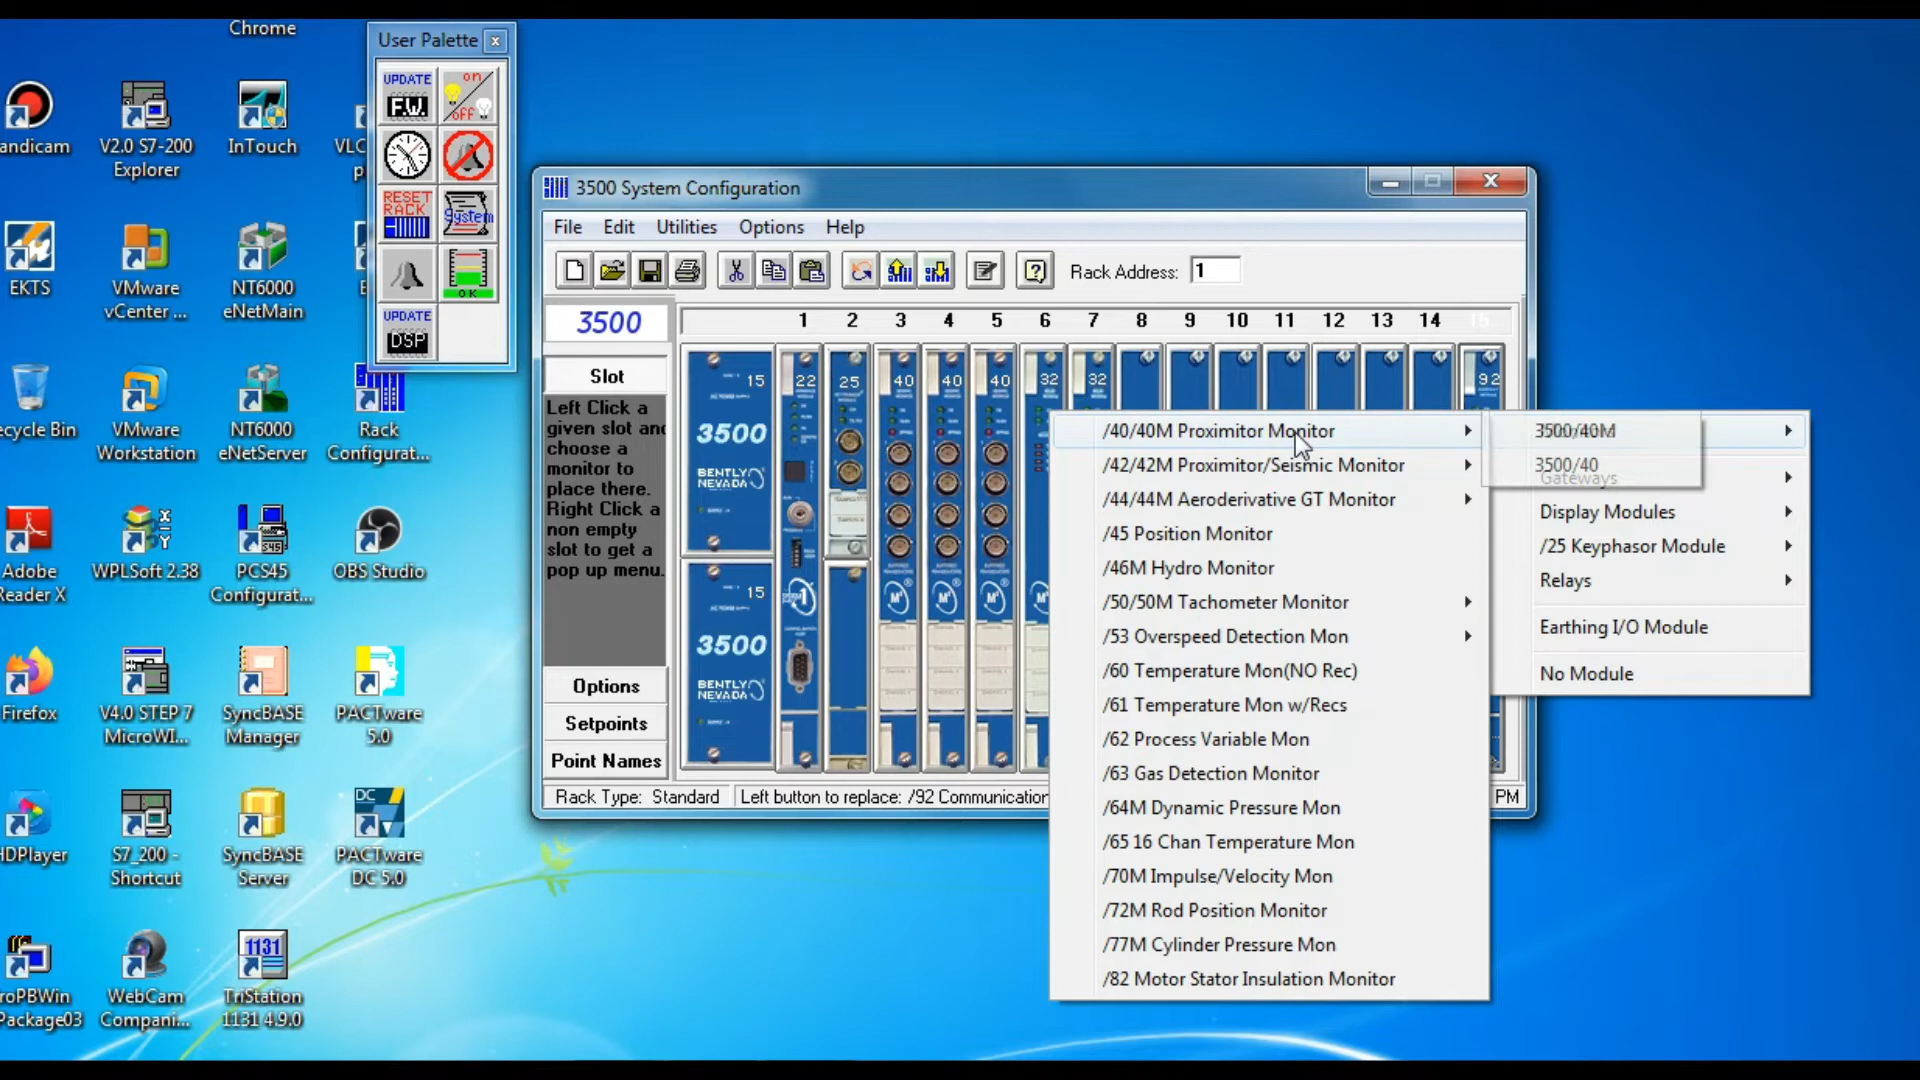 Chrome
andicam
V2.0 S7-200
Explorer
InTouch
VLC
p
EKTS
VMware
vCenter ...
NT6000
eNetMain
E
ecycle Bin
VMware
Workstation
NT6000
eNetServer
Rack
Configurat...
Adobe
Reader X
WPLSoft 2.38
PCS45
Configurat...
OBS Studio
Firefox
V4.0 STEP 7
MicroWI...
SyncBASE
Manager
PACTware
5.0
HDPlayer
S7_200 -
Shortcut
SyncBASE
Server
DC
PACTware
DC 5.0
roPBWin
Package03
WebCam
Compani...
1131
TriStation
1131 4.9.0
User Palette
UPDATE
F.W.
on
off
RESET
RACK
System
OK
UPDATE
DSP
3500 System Configuration
File Edit Utilities Options Help
Rack Address: 1
3500
1 2 3 4 5 6 7 8 9 10 11 12 13 14 15
Slot
Left Click a
given slot and
choose a
monitor to
place there.
Right Click a
non empty
slot to get a
pop up menu.
Options
Setpoints
Point Names
15
3500
BENTLY
NEVADA
15
3500
BENTLY
NEVADA
22 25 40 40 40 32 32 92
Rack Type: Standard
Left button to replace: /92 Communication
PM
/40/40M Proximitor Monitor
/42/42M Proximitor/Seismic Monitor
/44/44M Aeroderivative GT Monitor
/45 Position Monitor
/46M Hydro Monitor
/50/50M Tachometer Monitor
/53 Overspeed Detection Mon
/60 Temperature Mon(NO Rec)
/61 Temperature Mon w/Recs
/62 Process Variable Mon
/63 Gas Detection Monitor
/64M Dynamic Pressure Mon
/65 16 Chan Temperature Mon
/70M Impulse/Velocity Mon
/72M Rod Position Monitor
/77M Cylinder Pressure Mon
/82 Motor Stator Insulation Monitor
3500/40M
3500/40
Gateways
Display Modules
/25 Keyphasor Module
Relays
Earthing I/O Module
No Module